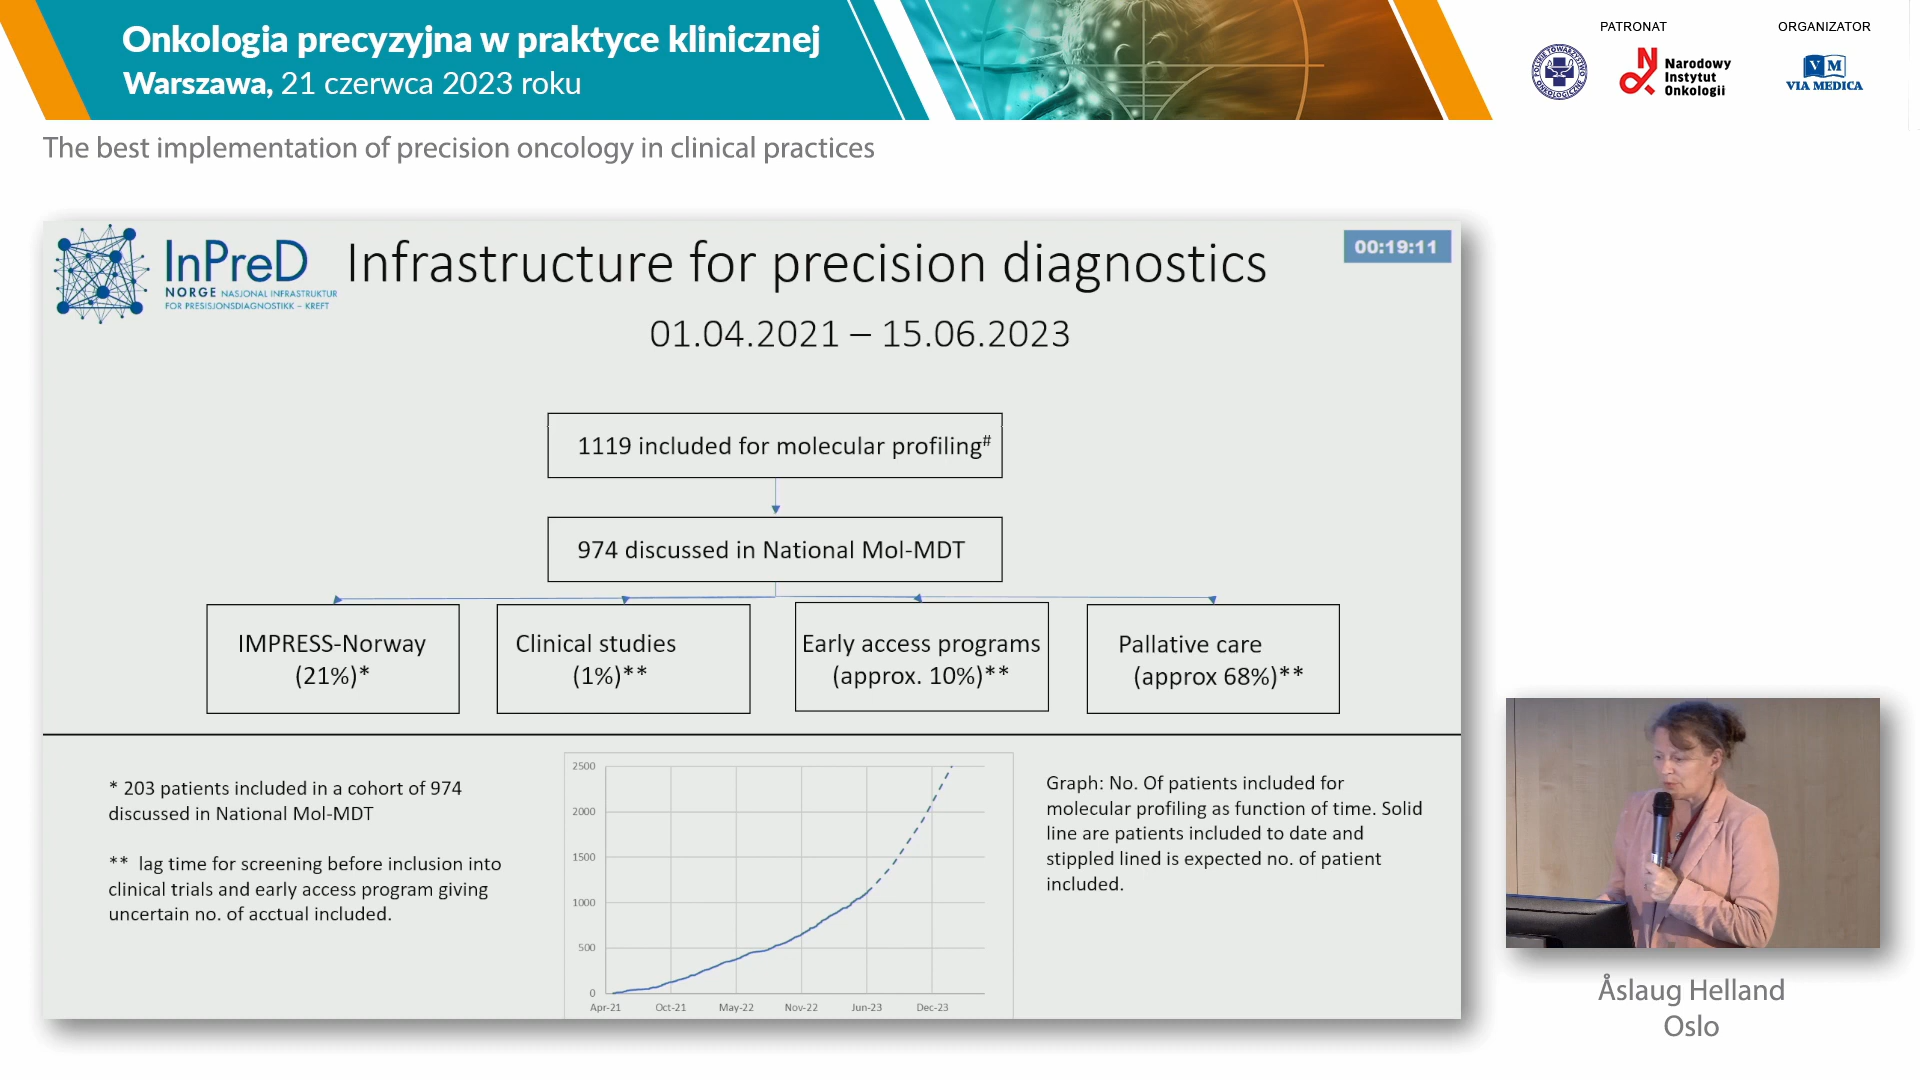 Onkologia precyzyjna w praktyce klinicznej
Warszawa, 21 czerwca 2023 roku
PATRONAT
ORGANIZATOR
POLSKIE TOWARZYSTWO
ONKOLOGICZNE
Narodowy
Instytut
Onkologii
VM
VIA MEDICA
The best implementation of precision oncology in clinical practices
InPreD
NORGE NASJONAL INFRASTRUKTUR
FOR PRESISJONSDIAGNOSTIKK – KREFT
Infrastructure for precision diagnostics
00:19:11
01.04.2021 – 15.06.2023
1119 included for molecular profiling#
974 discussed in National Mol-MDT
IMPRESS-Norway
(21%)*
Clinical studies
(1%)**
Early access programs
(approx. 10%)**
Pallative care
(approx 68%)**
* 203 patients included in a cohort of 974
discussed in National Mol-MDT
** lag time for screening before inclusion into
clinical trials and early access program giving
uncertain no. of acctual included.
2500
2000
1500
1000
500
0
Apr-21
Oct-21
May-22
Nov-22
Jun-23
Dec-23
Graph: No. Of patients included for
molecular profiling as function of time. Solid
line are patients included to date and
stippled lined is expected no. of patient
included.
Åslaug Helland
Oslo